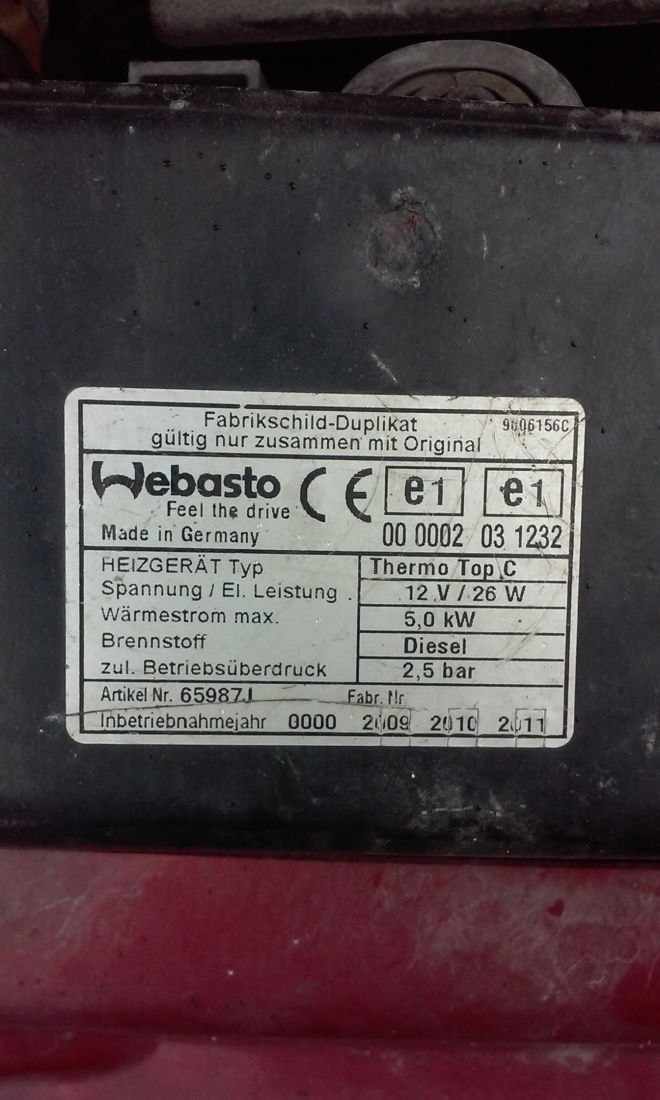 Fabrikschild-Duplikat 9006156C
gültig nur zusammen mit Original
Webasto CE e1 e1
Feel the drive
Made in Germany 00 0002 03 1232
HEIZGERÄT Typ Thermo Top C
Spannung / El. Leistung 12 V / 26 W
Wärmestrom max. 5,0 kW
Brennstoff Diesel
zul. Betriebsüberdruck 2,5 bar
Artikel Nr. Fabr. Nr
Inbetriebnahmejahr 0000 2009 2010 2011